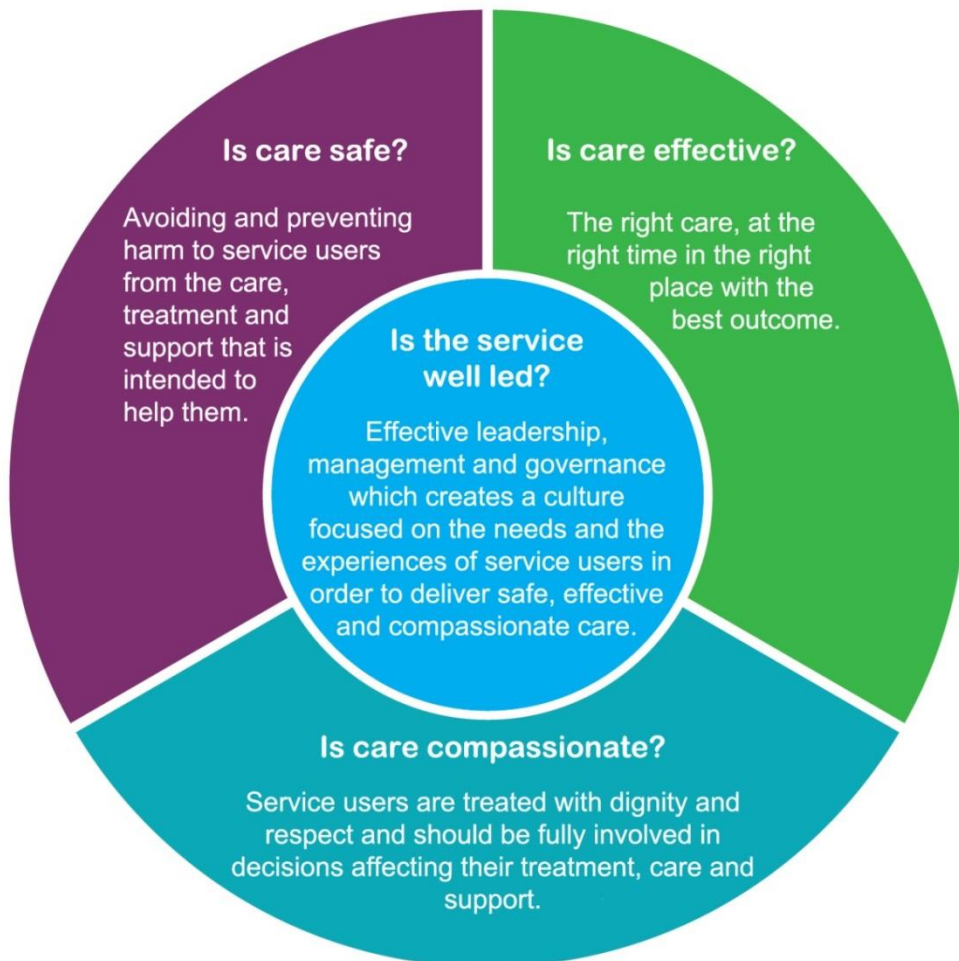 Is care safe?
Avoiding and preventing
harm to service users
from the care,
treatment and
support that is
intended to
help them.
Is care effective?
The right care, at the
right time in the right
place with the
best outcome.
Is the service
well led?
Effective leadership,
management and governance
which creates a culture
focused on the needs and the
experiences of service users in
order to deliver safe, effective
and compassionate care.
Is care compassionate?
Service users are treated with dignity and
respect and should be fully involved in
decisions affecting their treatment, care and
support.